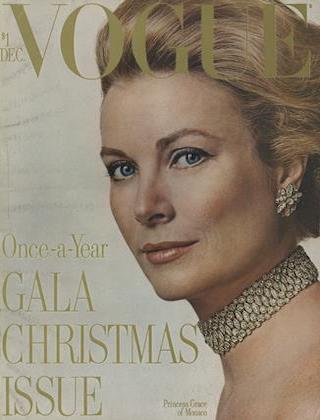 VOGUE
$1
DEC.
Once-a-Year
GALA
CHRISTMAS
ISSUE
Princess Grace
of Monaco